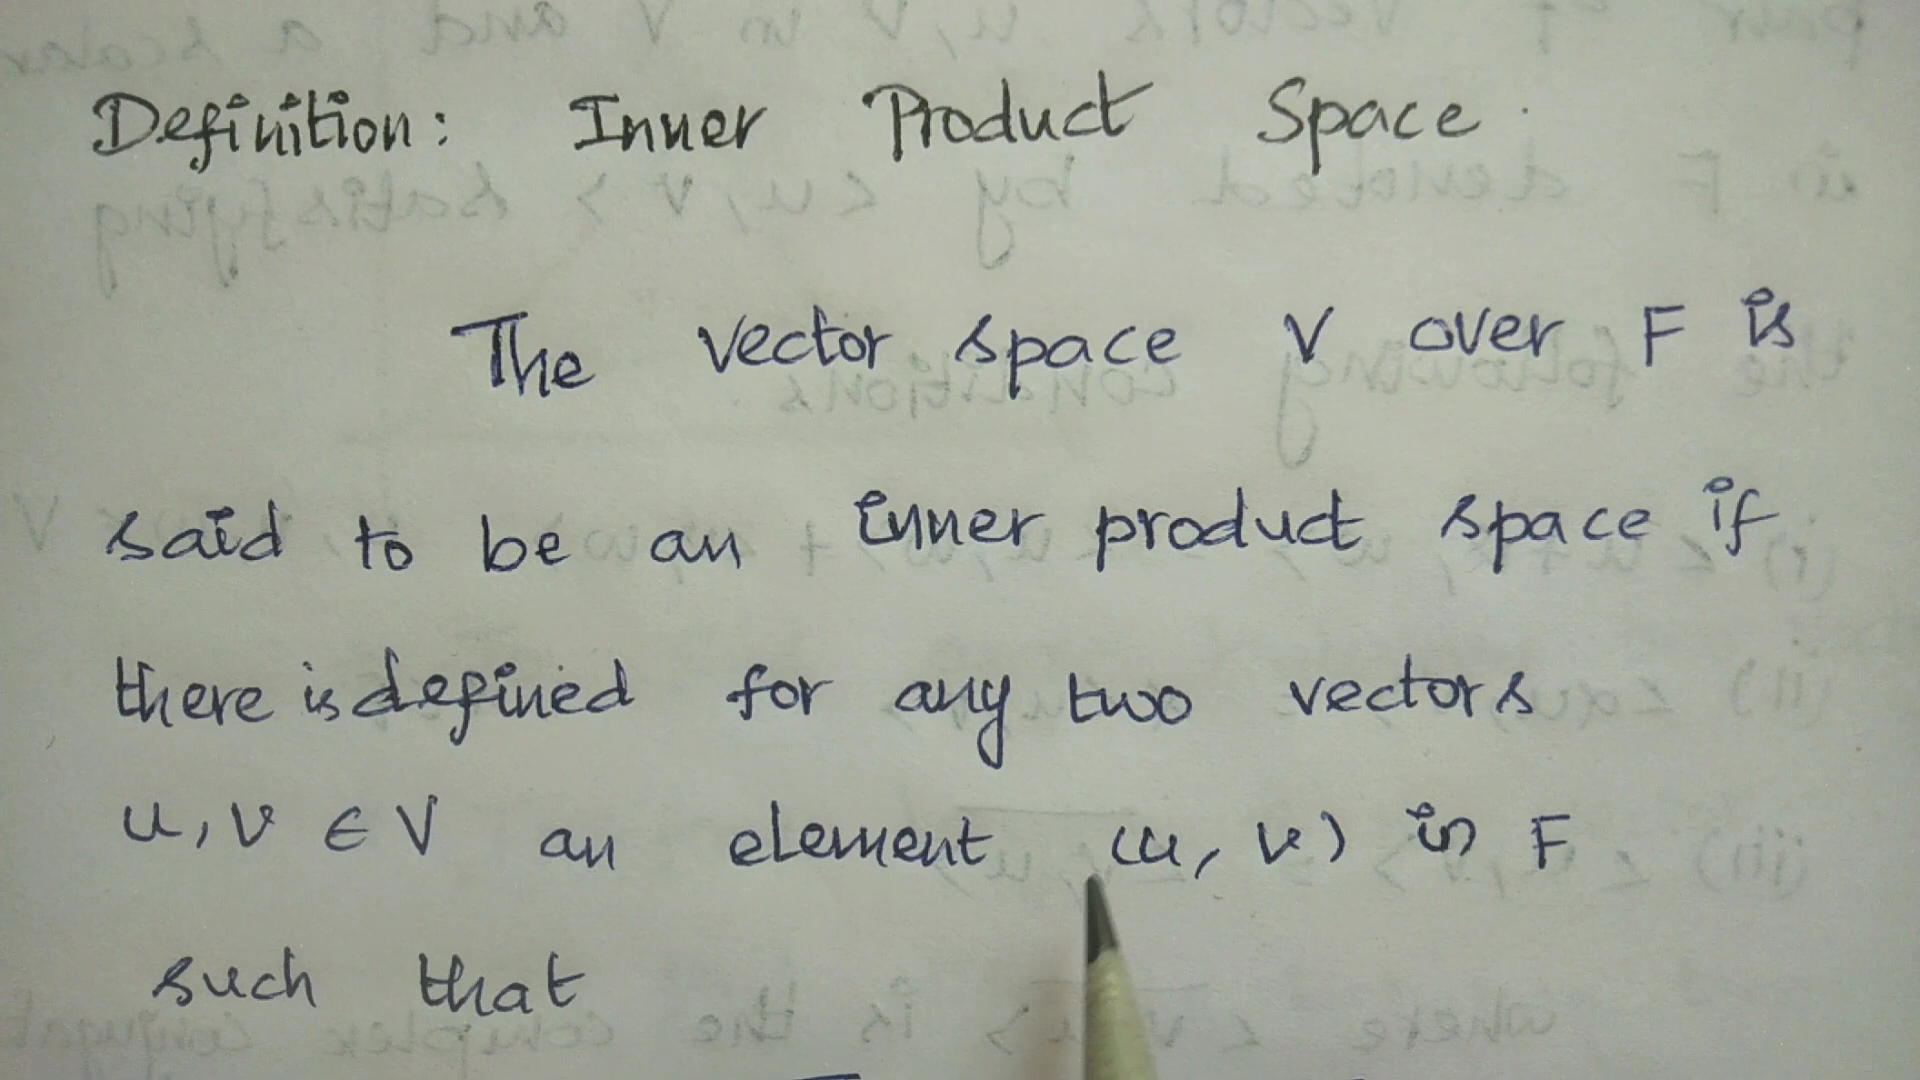 Definition: Inner Product Space.
The vector space V over F is
said to be an inner product space if
there is defined for any two vectors
u, v ∈ V an element (u, v) in F
such that